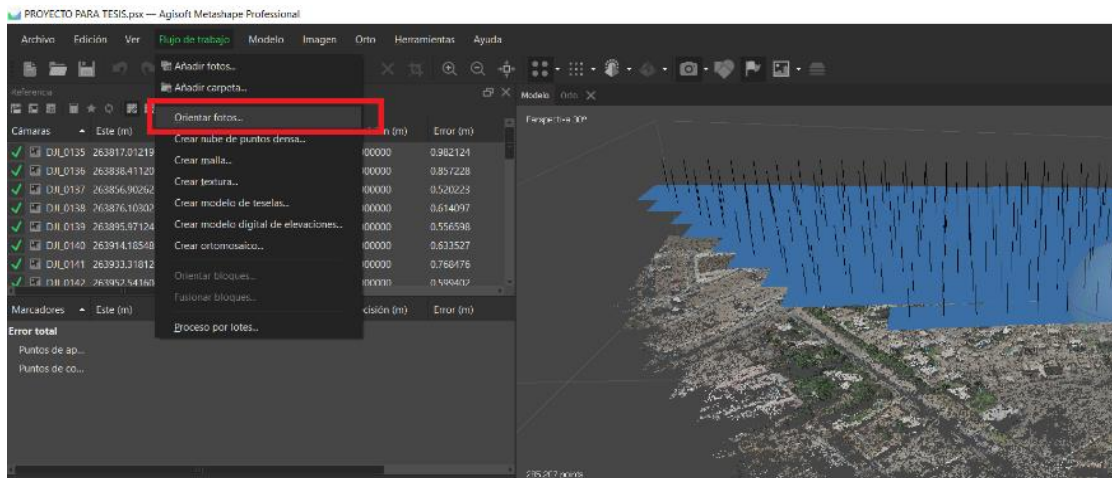 PROYECTO PARA TESIS.psx — Agisoft Metashape Professional
Archivo Edición Ver Flujo de trabajo Modelo Imagen Orto Herramientas Ayuda
Añadir fotos...
Referencia
Añadir carpeta...
Modelo Orto
Orientar fotos...
Perspectiva 30°
Cámaras Este (m) (m) Error (m)
Crear nube de puntos densa...
DJI_0135 263817.01219 0.982124
Crear malla...
DJI_0136 263838.41120 0.857228
DJI_0137 263856.90262 0.520223
Crear textura...
DJI_0138 263876.10302 0.614097
Crear modelo de teselas...
DJI_0139 263895.97124 0.556598
Crear modelo digital de elevaciones...
DJI_0140 263914.18548 0.633527
Crear ortomosaico...
DJI_0141 263933.31812 0.768476
Orientar bloques...
DJI_0142 263952.54160 0.599402
Fusionar bloques...
Marcadores Este (m) cisión (m) Error (m)
Proceso por lotes...
Error total
Puntos de ap...
Puntos de co...